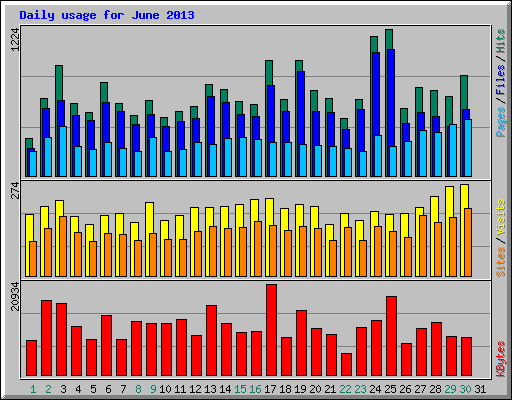 Daily usage for June 2013
1224
Pages / Files / Hits
274
Sites / Visits
20934
KBytes
1 2 3 4 5 6 7 8 9 10 11 12 13 14 15 16 17 18 19 20 21 22 23 24 25 26 27 28 29 30 31